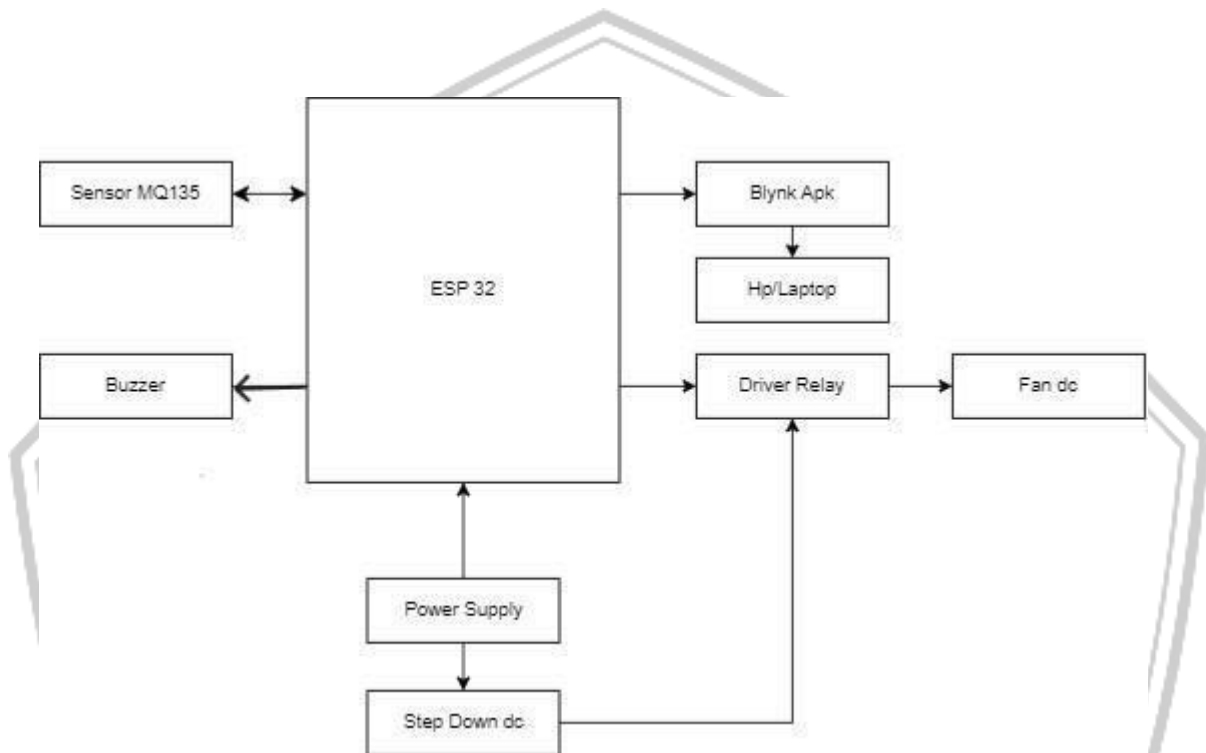 Sensor MQ135
ESP 32
Blynk Apk
Hp/Laptop
Buzzer
Driver Relay
Fan dc
Power Supply
Step Down dc